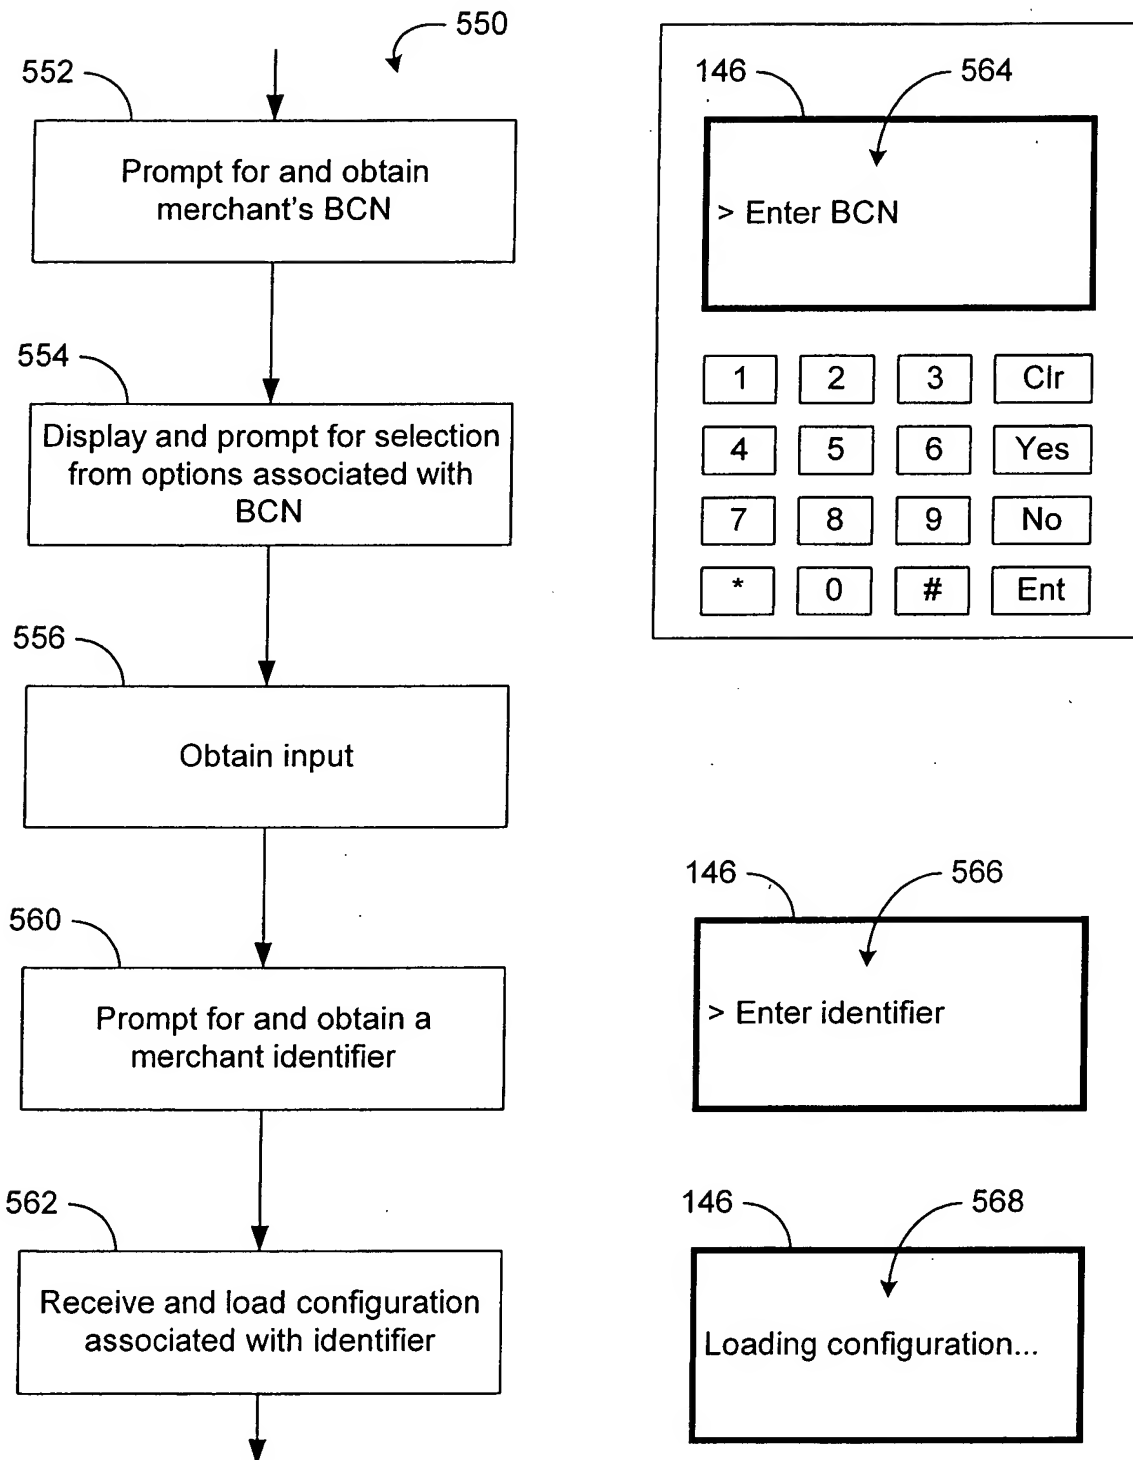 550
552
Prompt for and obtain
merchant's BCN
554
Display and prompt for selection
from options associated with
BCN
556
Obtain input
560
Prompt for and obtain a
merchant identifier
562
Receive and load configuration
associated with identifier
146
564
> Enter BCN
1 2 3 Clr
4 5 6 Yes
7 8 9 No
* 0 # Ent
146
566
> Enter identifier
146
568
Loading configuration...